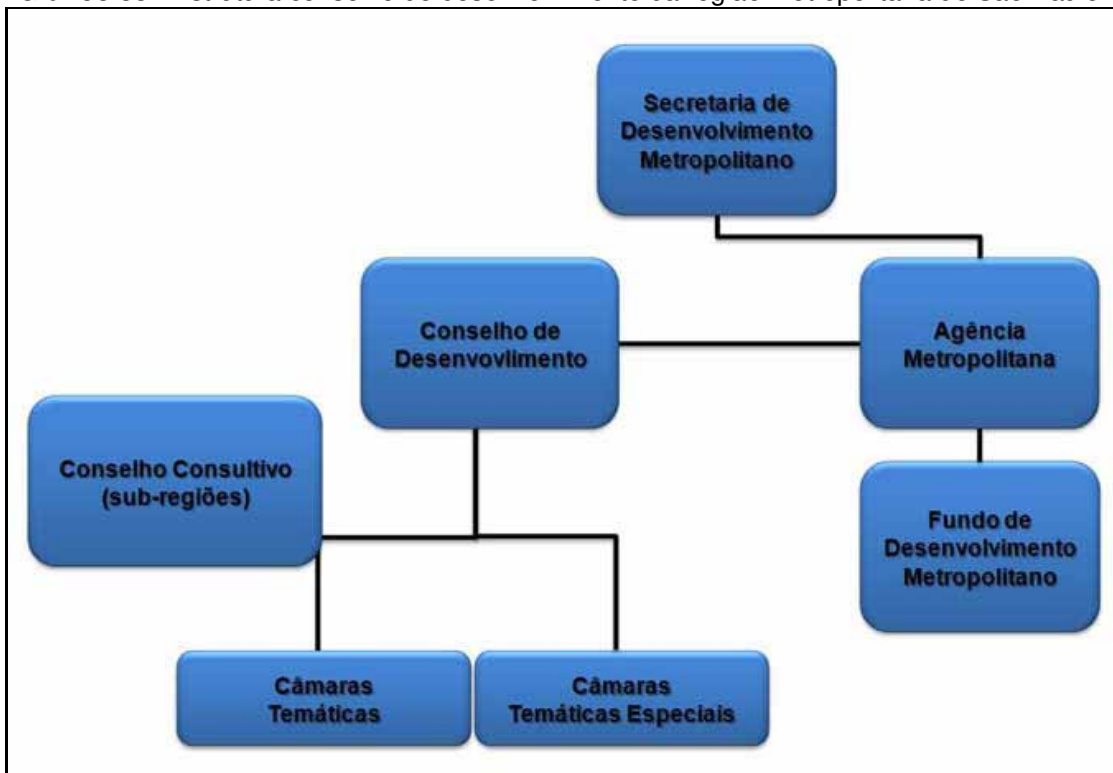 Secretaria de
Desenvolvimento
Metropolitano
Conselho de
Desenvovlimento
Agência
Metropolitana
Conselho Consultivo
(sub-regiões)
Fundo de
Desenvolvimento
Metropolitano
Câmaras
Temáticas
Câmaras
Temáticas Especiais